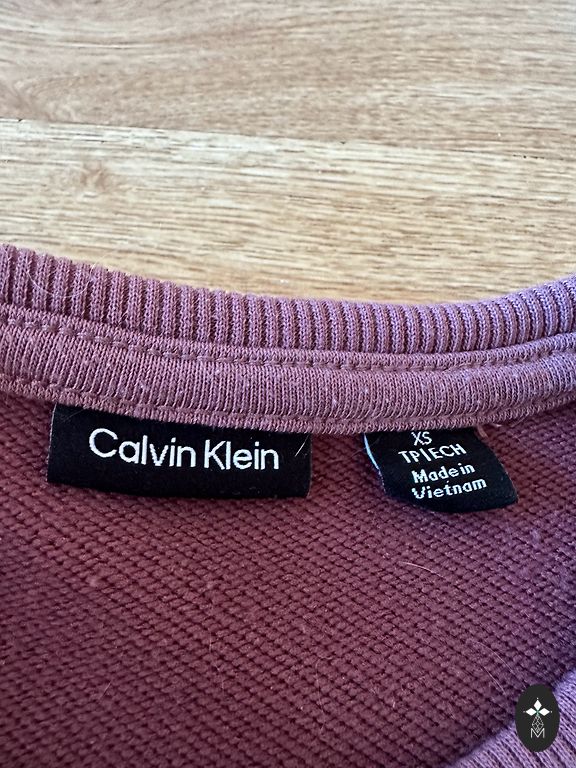 Calvin Klein
XS
TP|ECH
Made in
Vietnam
M